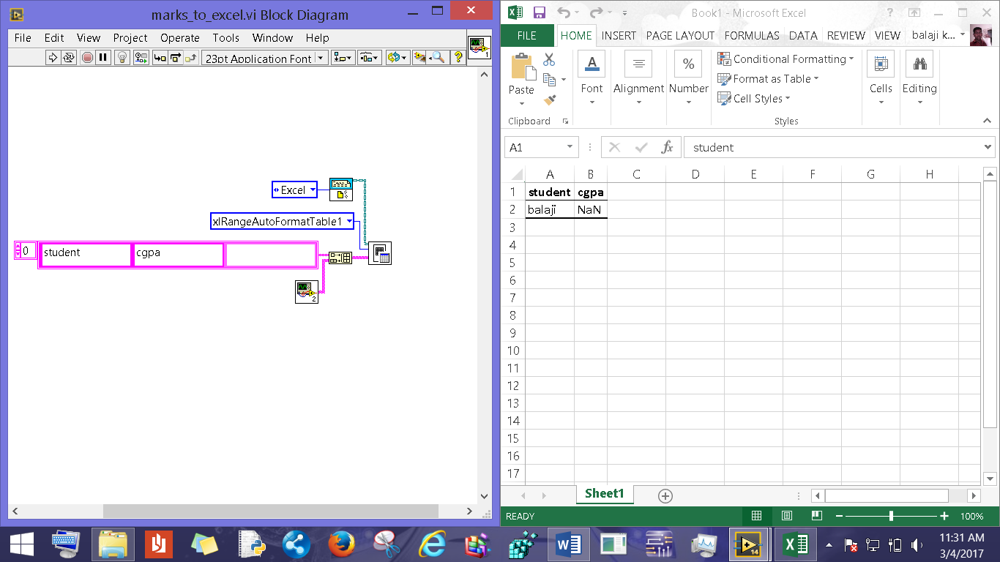 marks_to_excel.vi Block Diagram
File Edit View Project Operate Tools Window Help
23pt Application Font
1
?
Excel
xlRangeAutoFormatTable1
0 student cgpa
2
Book1 - Microsoft Excel
?
FILE HOME INSERT PAGE LAYOUT FORMULAS DATA REVIEW VIEW balaji k...
Paste
Font
Alignment
%
Number
Conditional Formatting
Format as Table
Cell Styles
Cells
Editing
Clipboard
Styles
A1 fx student
A B C D E F G H
1 student cgpa
2 balaji NaN
3
4
5
6
7
8
9
10
11
12
13
14
15
16
17
Sheet1
READY 100%
14
11:31 AM
3/4/2017